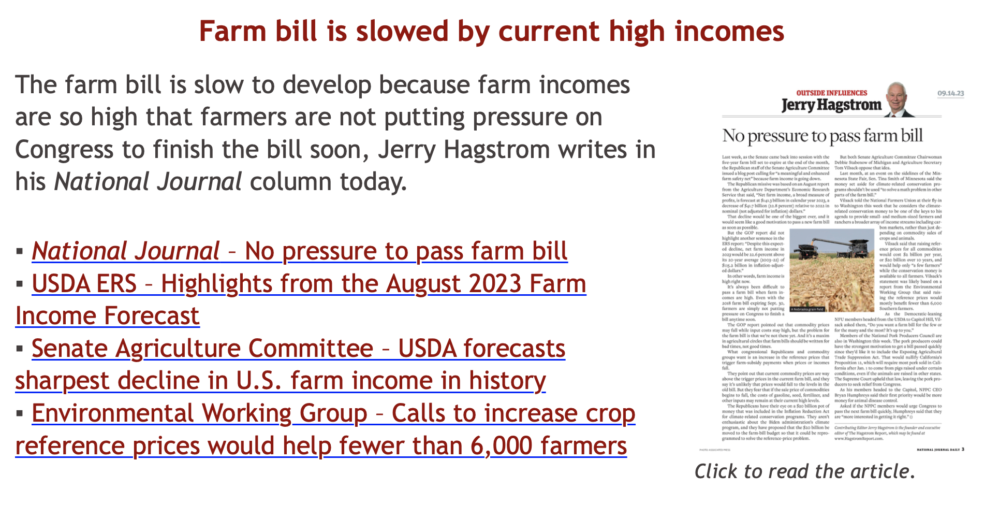 Farm bill is slowed by current high incomes
The farm bill is slow to develop because farm incomes
are so high that farmers are not putting pressure on
Congress to finish the bill soon, Jerry Hagstrom writes in
his National Journal column today.
▪ National Journal – No pressure to pass farm bill
▪ USDA ERS – Highlights from the August 2023 Farm
Income Forecast
▪ Senate Agriculture Committee – USDA forecasts
sharpest decline in U.S. farm income in history
▪ Environmental Working Group – Calls to increase crop
reference prices would help fewer than 6,000 farmers
OUTSIDE INFLUENCES
Jerry Hagstrom
09.14.23
No pressure to pass farm bill
Last week, as the Senate came back into session with the
five-year farm bill set to expire at the end of the month,
the Republican staff of the Senate Agriculture Committee
issued a blog post calling for “a meaningful and enhanced
farm safety net” because farm income is going down.
The Republican missive was based on an August report
from the Agriculture Department’s Economic Research
Service that said, “Net farm income, a broad measure of
profits, is forecast at $141.3 billion in calendar year 2023, a
decrease of $41.7 billion (22.8 percent) relative to 2022 in
nominal (not adjusted for inflation) dollars.”
That decline would be one of the biggest ever, and it
would seem like a good motivation to pass a new farm bill
as soon as possible.
But the GOP report did not
highlight another sentence in the
ERS report: “Despite this expect-
ed decline, net farm income in
2023 would be 22.6 percent above
its 20-year average (2003–22) of
$115.2 billion in inflation-adjust-
ed dollars.”
In other words, farm income is
high right now.
It’s always been difficult to
pass a farm bill when farm in-
comes are high. Even with the
2018 farm bill expiring Sept. 30,
farmers are simply not putting
pressure on Congress to finish a
bill anytime soon.
The GOP report pointed out that commodity prices
may fall while input costs stay high, but the problem for
the farm bill is that we’re not there yet. And it’s a maxim
in agricultural circles that farm bills should be written for
bad times, not good times.
What congressional Republicans and commodity
groups want is an increase in the reference prices that
trigger farm-subsidy payments when prices or incomes
fall.
They point out that current commodity prices are way
above the trigger prices in the current farm bill, and they
say it’s unlikely that prices would fall to the levels in the
old bill. But they fear that if the sale price of commodities
begins to fall, the costs of gasoline, seed, fertilizer, and
other inputs may remain at their current high levels.
The Republicans have their eye on a $20 billion pot of
money that was included in the Inflation Reduction Act
for climate-related conservation programs. They aren’t
enthusiastic about the Biden administration’s climate
program, and they have proposed that the $20 billion be
moved to the farm-bill budget so that it could be repro-
grammed to solve the reference-price problem.
But both Senate Agriculture Committee Chairwoman
Debbie Stabenow of Michigan and Agriculture Secretary
Tom Vilsack oppose that idea.
Last month, at an event on the sidelines of the Min-
nesota State Fair, Sen. Tina Smith of Minnesota said the
money set aside for climate-related conservation pro-
grams shouldn’t be used “to solve a math problem in other
parts of the farm bill.”
Vilsack told the National Farmers Union at their fly-in
to Washington this week that he considers the climate-
related conservation money to be one of the keys to his
agenda to provide small- and medium-sized farmers and
ranchers a broader array of income streams including car-
bon markets, rather than just de-
pending on commodity sales of
crops and animals.
Vilsack said that raising refer-
ence prices for all commodities
would cost $2 billion per year,
or $20 billion over 10 years, and
would help only “a few farmers”
while the conservation money is
available to all farmers. Vilsack’s
statement was likely based on a
report from the Environmental
Working Group that said rais-
ing the reference prices would
mostly benefit fewer than 6,000
Southern farmers.
As the Democratic-leaning
NFU members headed from the USDA to Capitol Hill, Vil-
sack asked them, “Do you want a farm bill for the few or
for the many and the most? It’s up to you.”
Members of the National Pork Producers Council are
also in Washington this week. The pork producers could
have the strongest motivation to get a bill passed quickly
since they’d like it to include the Exposing Agricultural
Trade Suppression Act. That would nullify California’s
Proposition 12, which will require most pork sold in Cali-
fornia after Jan. 1 to come from pigs raised under certain
conditions, even if the animals are raised in other states.
The Supreme Court upheld that law, leaving the pork pro-
ducers to seek relief from Congress.
As his members headed to the Capitol, NPPC CEO
Bryan Humphreys said their first priority would be more
money for animal disease control.
Asked if the NPPC members would urge Congress to
pass the next farm bill quickly, Humphreys said that they
are “more interested in getting it right.” □
Contributing Editor Jerry Hagstrom is the founder and executive
editor of The Hagstrom Report, which may be found at
www.HagstromReport.com.
A Nebraska grain field
PHOTO: ASSOCIATED PRESS
NATIONAL JOURNAL DAILY 3
Click to read the article.